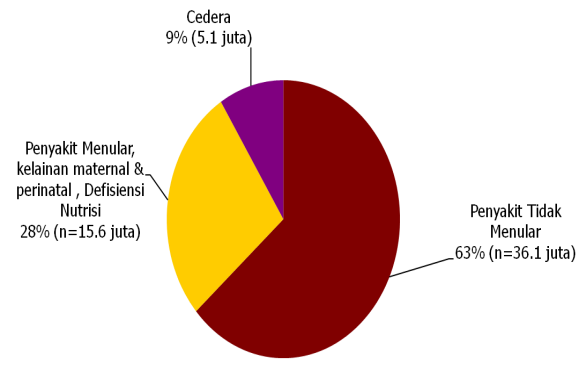 Cedera
9% (5.1 juta)
Penyakit Menular,
kelainan maternal &
perinatal , Defisiensi
Nutrisi
28% (n=15.6 juta)
Penyakit Tidak
Menular
63% (n=36.1 juta)